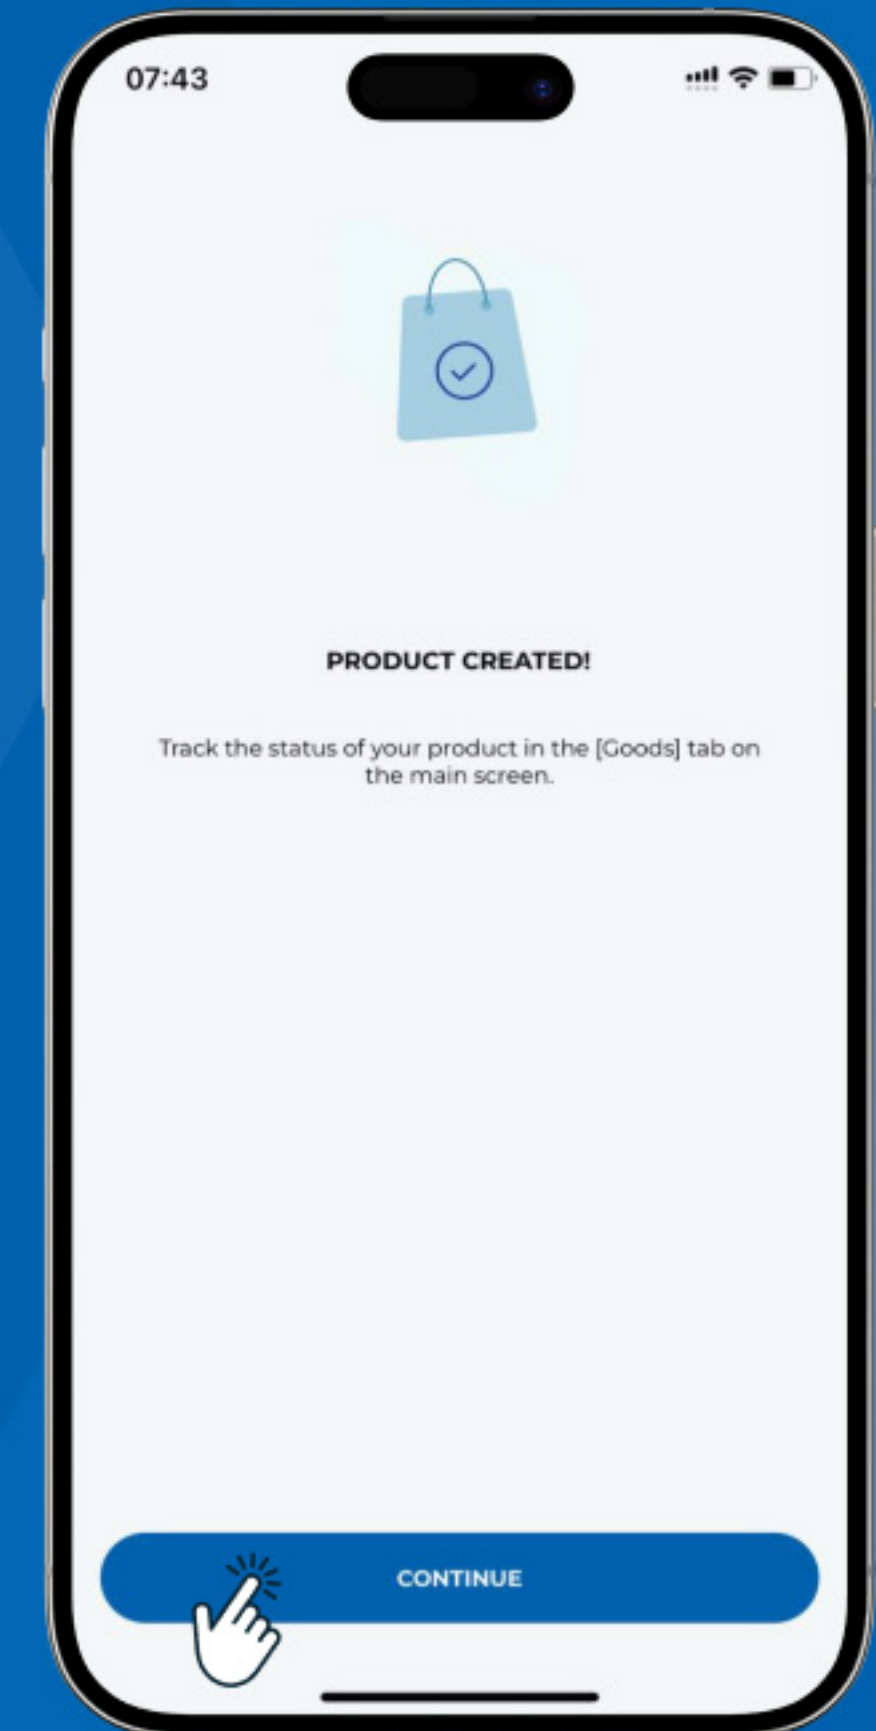 07:43
PRODUCT CREATED!
Track the status of your product in the [Goods] tab on
the main screen.
CONTINUE